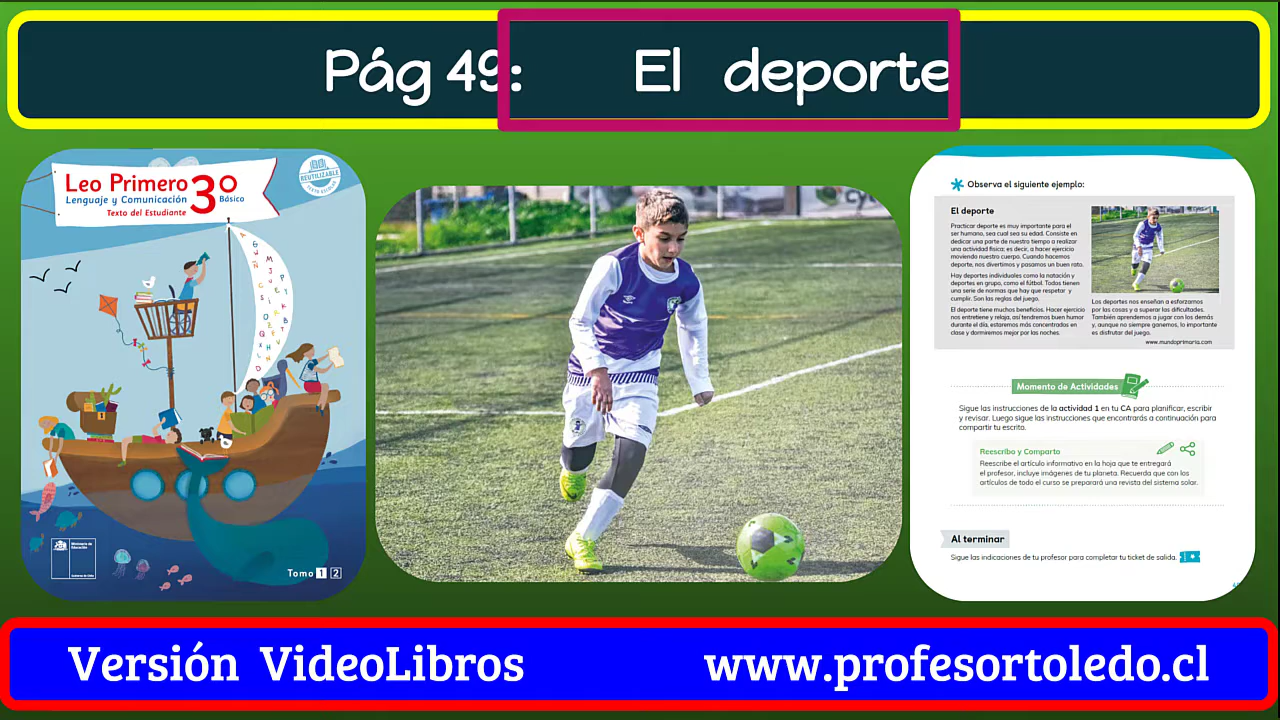 Pág 49: El deporte
Leo Primero 3°
Lenguaje y Comunicación Básico
Texto del Estudiante
REUTILIZABLE
TEXTO ESCOLAR
Tomo 1 2
Observa el siguiente ejemplo:
El deporte
Practicar deporte es muy importante para el
ser humano, sea cual sea su edad. Consiste en
dedicar una parte de nuestro tiempo a realizar
una actividad física; es decir, a hacer ejercicio
moviendo nuestro cuerpo. Cuando hacemos
deporte, nos divertimos y pasamos un buen rato.
Hay deportes individuales como la natación y
deportes en grupo, como el fútbol. Todos tienen
una serie de normas que hay que respetar y
cumplir. Son las reglas del juego.
El deporte tiene muchos beneficios. Hacer ejercicio
nos entretiene y relaja, así tendremos buen humor
durante el día, estaremos más concentrados en
clase y dormiremos mejor por las noches.
Los deportes nos enseñan a esforzarnos
por las cosas y a superar las dificultades.
También aprendemos a jugar con los demás
y, aunque no siempre ganemos, lo importante
es disfrutar del juego.
www.mundoprimaria.com
Momento de Actividades
Sigue las instrucciones de la actividad 1 en tu CA para planificar, escribir
y revisar. Luego sigue las instrucciones que encontrarás a continuación para
compartir tu escrito.
Reescribo y Comparto
Reescribe el artículo informativo en la hoja que te entregará
el profesor, incluye imágenes de tu planeta. Recuerda que con los
artículos de todo el curso se preparará una revista del sistema solar.
Al terminar
Sigue las indicaciones de tu profesor para completar tu ticket de salida.
Versión VideoLibros www.profesortoledo.cl